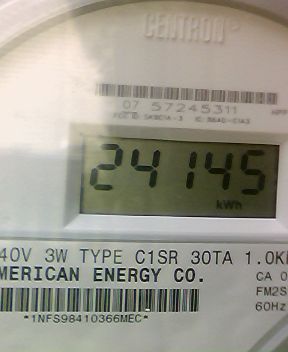 CENTRON®
07 57245311
24145
kWh
40V 3W TYPE C1SR 30TA 1.0K
MERICAN ENERGY CO.
CA 0
FM2S
60Hz
*1NFS98410366MEC*